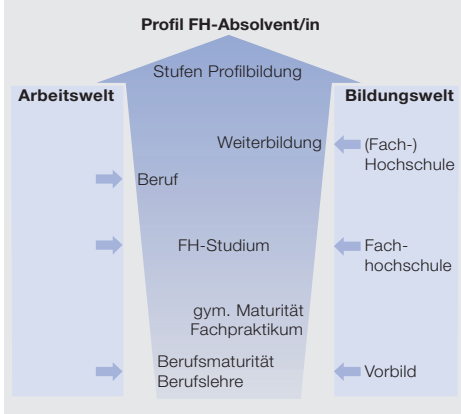 Profil FH-Absolvent/in
Stufen Profilbildung
Arbeitswelt
Bildungswelt
Weiterbildung
(Fach-)
Hochschule
Beruf
FH-Studium
Fach-
hochschule
gym. Maturität
Fachpraktikum
Berufsmaturität
Berufslehre
Vorbild